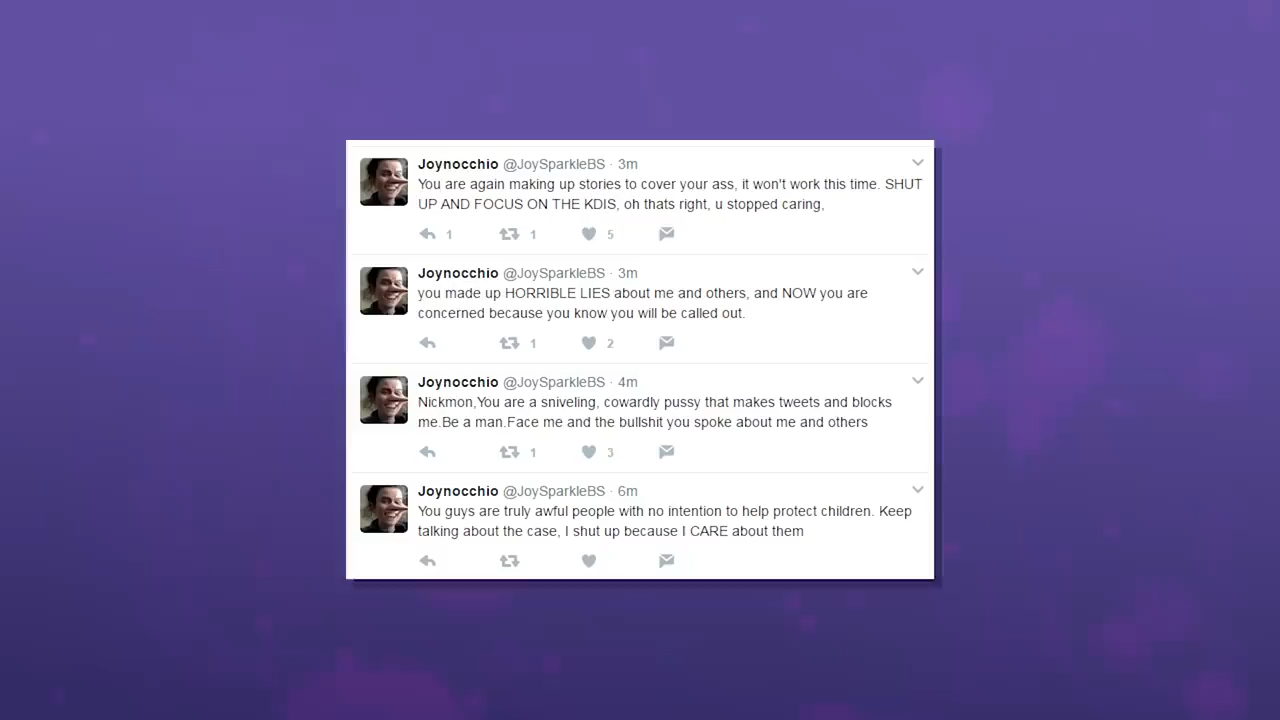 Joynocchio @JoySparkleBS · 3m
You are again making up stories to cover your ass, it won't work this time. SHUT
UP AND FOCUS ON THE KDIS, oh thats right, u stopped caring,
1 1 5
Joynocchio @JoySparkleBS · 3m
you made up HORRIBLE LIES about me and others, and NOW you are
concerned because you know you will be called out.
1 2
Joynocchio @JoySparkleBS · 4m
Nickmon,You are a sniveling, cowardly pussy that makes tweets and blocks
me.Be a man.Face me and the bullshit you spoke about me and others
1 3
Joynocchio @JoySparkleBS · 6m
You guys are truly awful people with no intention to help protect children. Keep
talking about the case, I shut up because I CARE about them